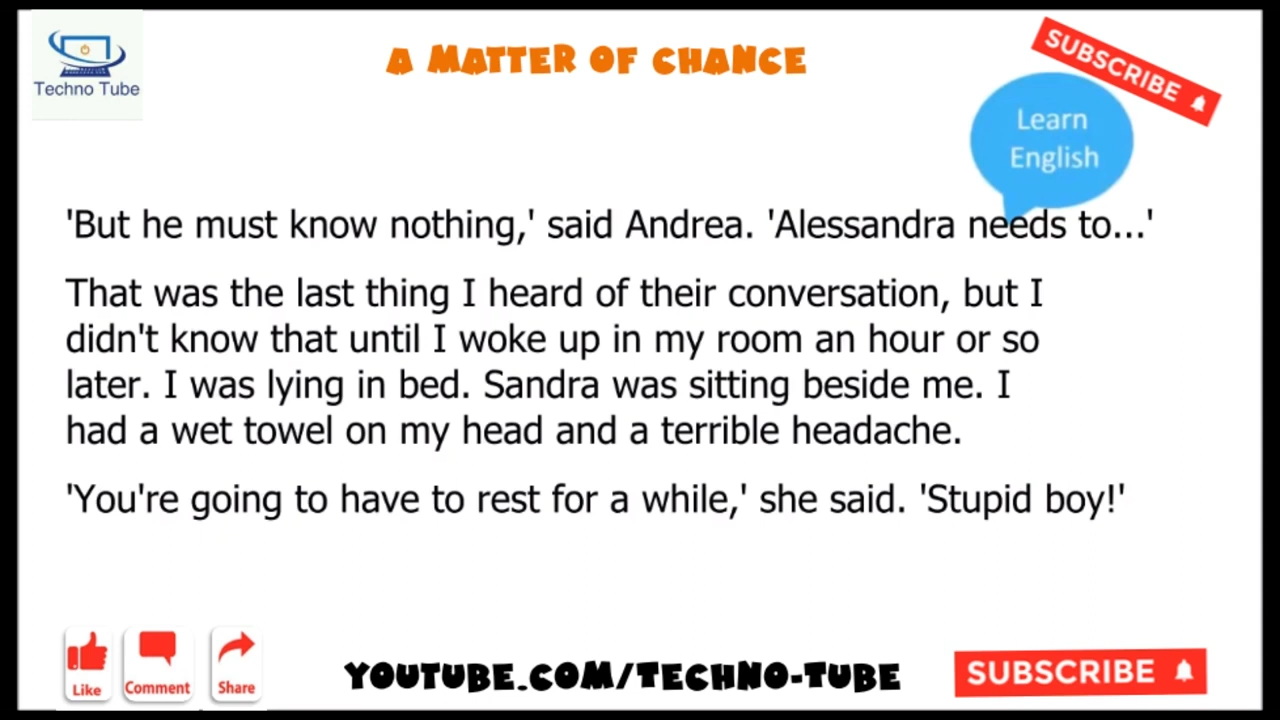 A MATTER OF CHANCE
SUBSCRIBE
Techno Tube
Learn
English
'But he must know nothing,' said Andrea. 'Alessandra needs to...'
That was the last thing I heard of their conversation, but I
didn't know that until I woke up in my room an hour or so
later. I was lying in bed. Sandra was sitting beside me. I
had a wet towel on my head and a terrible headache.
'You're going to have to rest for a while,' she said. 'Stupid boy!'
Like
Comment
Share
YOUTUBE.COM/TECHNO-TUBE
SUBSCRIBE